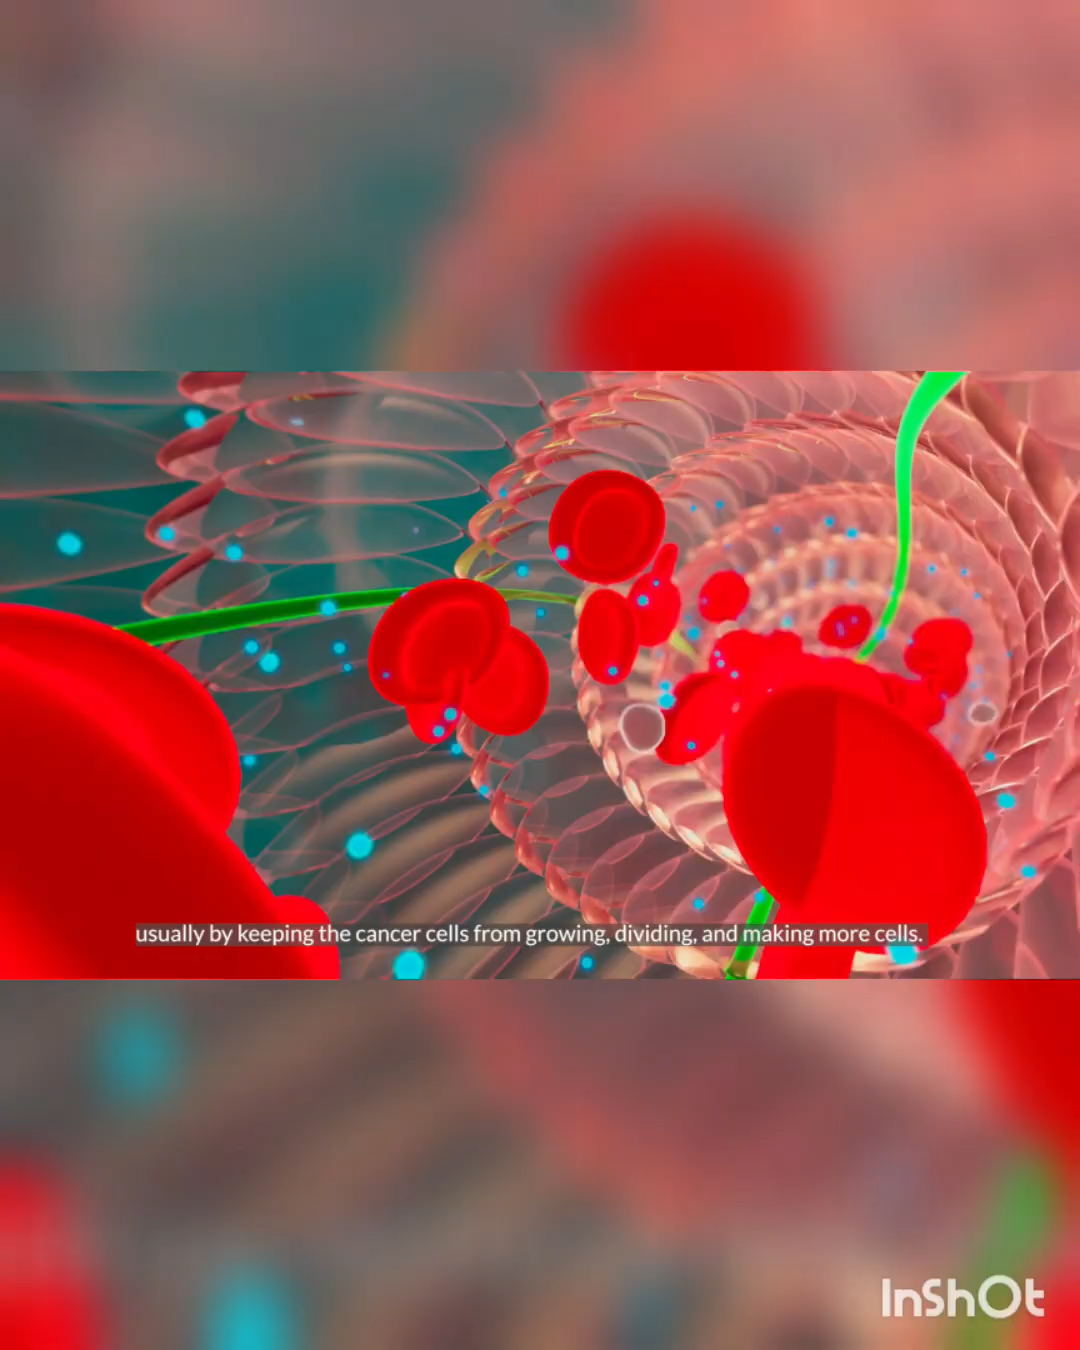 usually by keeping the cancer cells from growing, dividing, and making more cells.
InShOt